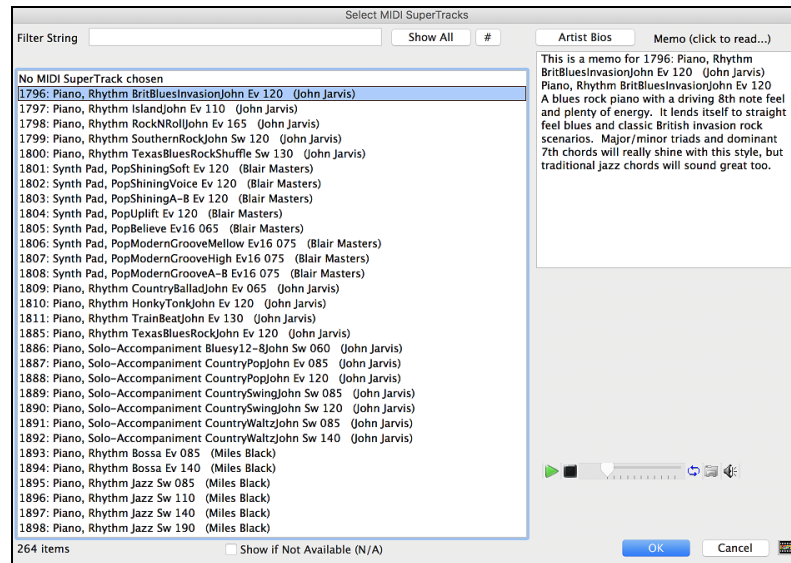 Select MIDI SuperTracks
Filter String
Show All
#
Artist Bios
Memo (click to read...)
No MIDI SuperTrack chosen
1796: Piano, Rhythm BritBluesInvasionJohn Ev 120 (John Jarvis)
1797: Piano, Rhythm IslandJohn Ev 110 (John Jarvis)
1798: Piano, Rhythm RockNRollJohn Ev 165 (John Jarvis)
1799: Piano, Rhythm SouthernRockJohn Sw 120 (John Jarvis)
1800: Piano, Rhythm TexasBluesRockShuffle Sw 130 (John Jarvis)
1801: Synth Pad, PopShiningSoft Ev 120 (Blair Masters)
1802: Synth Pad, PopShiningVoice Ev 120 (Blair Masters)
1803: Synth Pad, PopShiningA-B Ev 120 (Blair Masters)
1804: Synth Pad, PopUplift Ev 120 (Blair Masters)
1805: Synth Pad, PopBelieve Ev16 065 (Blair Masters)
1806: Synth Pad, PopModernGrooveMellow Ev16 075 (Blair Masters)
1807: Synth Pad, PopModernGrooveHigh Ev16 075 (Blair Masters)
1808: Synth Pad, PopModernGrooveA-B Ev16 075 (Blair Masters)
1809: Piano, Rhythm CountryBalladJohn Ev 065 (John Jarvis)
1810: Piano, Rhythm HonkyTonkJohn Ev 120 (John Jarvis)
1811: Piano, Rhythm TrainBeatJohn Ev 130 (John Jarvis)
1885: Piano, Rhythm TexasBluesRockJohn Ev 120 (John Jarvis)
1886: Piano, Solo-Accompaniment Bluesy12-8John Sw 060 (John Jarvis)
1887: Piano, Solo-Accompaniment CountryPopJohn Ev 085 (John Jarvis)
1888: Piano, Solo-Accompaniment CountryPopJohn Ev 120 (John Jarvis)
1889: Piano, Solo-Accompaniment CountrySwingJohn Sw 085 (John Jarvis)
1890: Piano, Solo-Accompaniment CountrySwingJohn Sw 120 (John Jarvis)
1891: Piano, Solo-Accompaniment CountryWaltzJohn Sw 085 (John Jarvis)
1892: Piano, Solo-Accompaniment CountryWaltzJohn Sw 140 (John Jarvis)
1893: Piano, Rhythm Bossa Ev 085 (Miles Black)
1894: Piano, Rhythm Bossa Ev 140 (Miles Black)
1895: Piano, Rhythm Jazz Sw 085 (Miles Black)
1896: Piano, Rhythm Jazz Sw 110 (Miles Black)
1897: Piano, Rhythm Jazz Sw 140 (Miles Black)
1898: Piano, Rhythm Jazz Sw 190 (Miles Black)
This is a memo for 1796: Piano, Rhythm
BritBluesInvasionJohn Ev 120 (John Jarvis)
Piano, Rhythm BritBluesInvasionJohn Ev 120
A blues rock piano with a driving 8th note feel
and plenty of energy. It lends itself to straight
feel blues and classic British invasion rock
scenarios. Major/minor triads and dominant
7th chords will really shine with this style, but
traditional jazz chords will sound great too.
264 items
Show if Not Available (N/A)
OK
Cancel